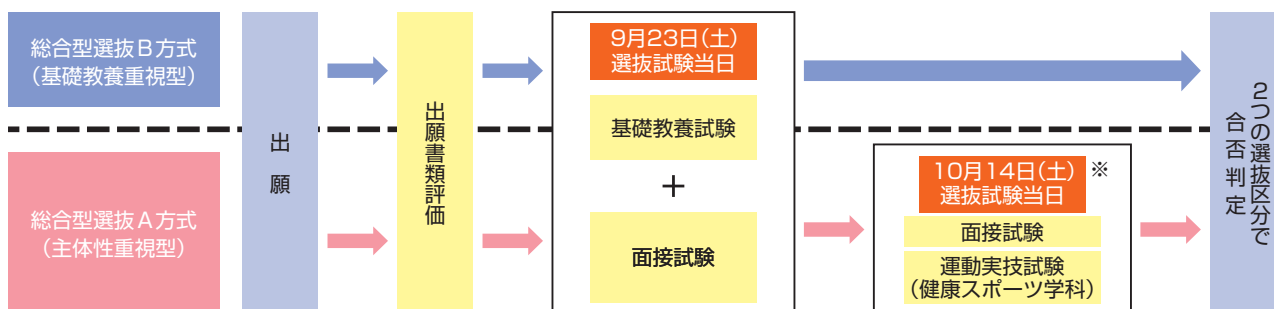 総合型選抜B方式
(基礎教養重視型)
総合型選抜A方式
(主体性重視型)
出願
出願書類評価
9月23日(土)
選抜試験当日
基礎教養試験
+
面接試験
10月14日(土)
※
選抜試験当日
面接試験
運動実技試験
(健康スポーツ学科)
2つの選抜区分で
合否判定